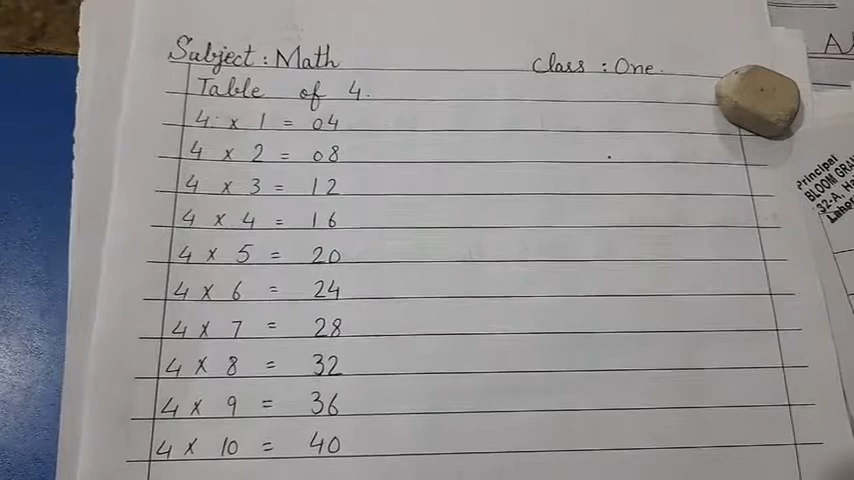 Subject : Math Class : One.
Table of 4.
4 x 1 = 04
4 x 2 = 08
4 x 3 = 12
4 x 4 = 16
4 x 5 = 20
4 x 6 = 24
4 x 7 = 28
4 x 8 = 32
4 x 9 = 36
4 x 10 = 40
Principal
BLOOM
32-A,